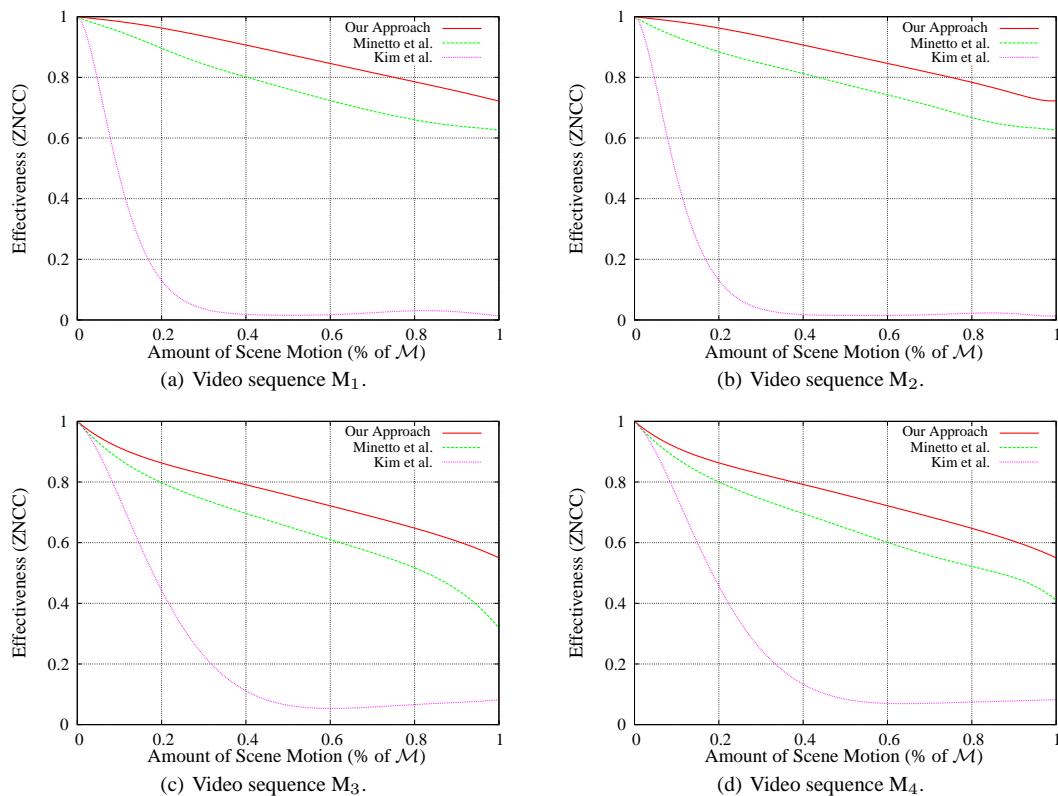 1
0.8
0.6
0.4
0.2
0
0 0.2 0.4 0.6 0.8 1
Effectiveness (ZNCC)
Amount of Scene Motion (% of ℳ)
Our Approach
Minetto et al.
Kim et al.
(a) Video sequence M₁.
1
0.8
0.6
0.4
0.2
0
0 0.2 0.4 0.6 0.8 1
Effectiveness (ZNCC)
Amount of Scene Motion (% of ℳ)
Our Approach
Minetto et al.
Kim et al.
(b) Video sequence M₂.
1
0.8
0.6
0.4
0.2
0
0 0.2 0.4 0.6 0.8 1
Effectiveness (ZNCC)
Amount of Scene Motion (% of ℳ)
Our Approach
Minetto et al.
Kim et al.
(c) Video sequence M₃.
1
0.8
0.6
0.4
0.2
0
0 0.2 0.4 0.6 0.8 1
Effectiveness (ZNCC)
Amount of Scene Motion (% of ℳ)
Our Approach
Minetto et al.
Kim et al.
(d) Video sequence M₄.